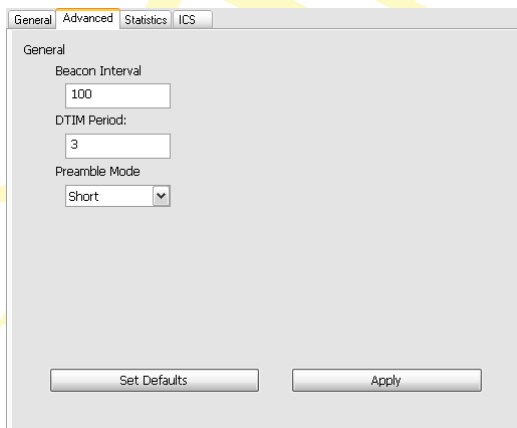 General Advanced Statistics ICS
General
Beacon Interval
100
DTIM Period:
3
Preamble Mode
Short
Set Defaults Apply